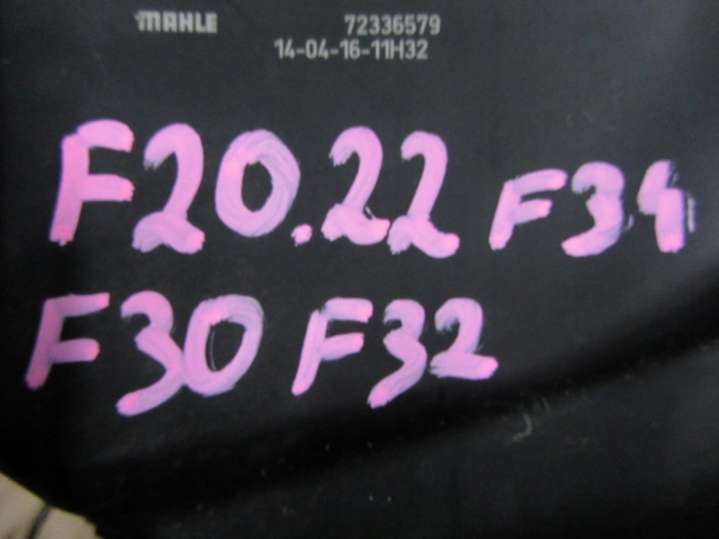 MAHLE 72336579
14-04-16-11H32
F20.22 F34
F30 F32